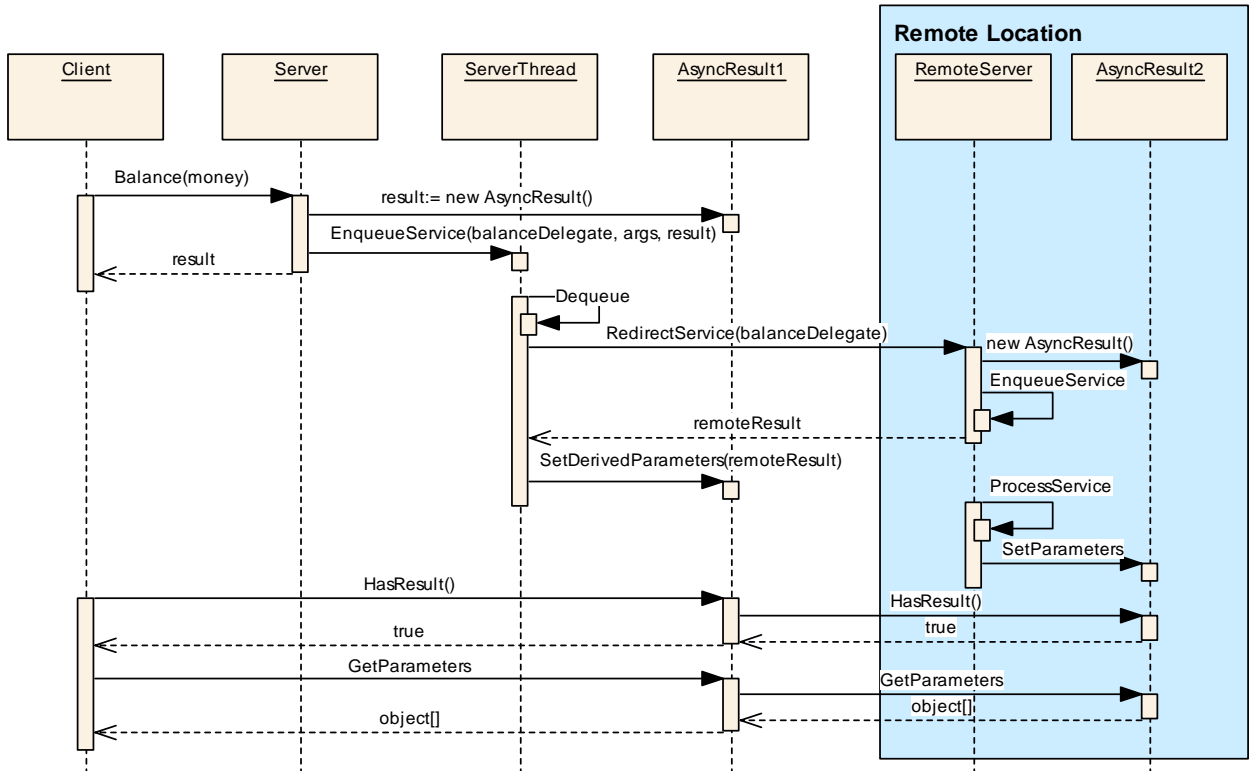 Remote Location
Client
Server
ServerThread
AsyncResult1
RemoteServer
AsyncResult2
Balance(money)
result:= new AsyncResult()
EnqueueService(balanceDelegate, args, result)
result
Dequeue
RedirectService(balanceDelegate)
new AsyncResult()
EnqueueService
remoteResult
SetDerivedParameters(remoteResult)
ProcessService
SetParameters
HasResult()
HasResult()
true
true
GetParameters
GetParameters
object[]
object[]